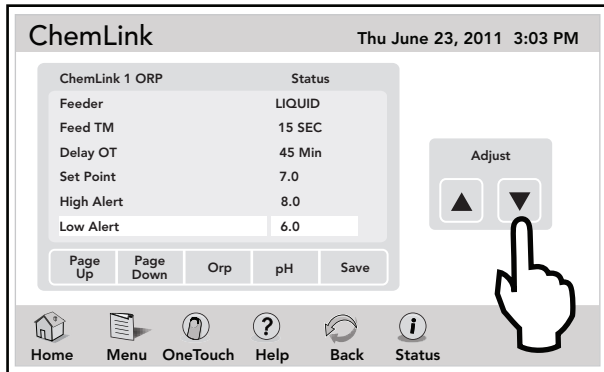 ChemLink Thu June 23, 2011 3:03 PM
ChemLink 1 ORP Status
Feeder LIQUID
Feed TM 15 SEC
Delay OT 45 Min
Set Point 7.0
High Alert 8.0
Low Alert 6.0
Adjust
Page Up Page Down Orp pH Save
Home Menu OneTouch Help Back Status